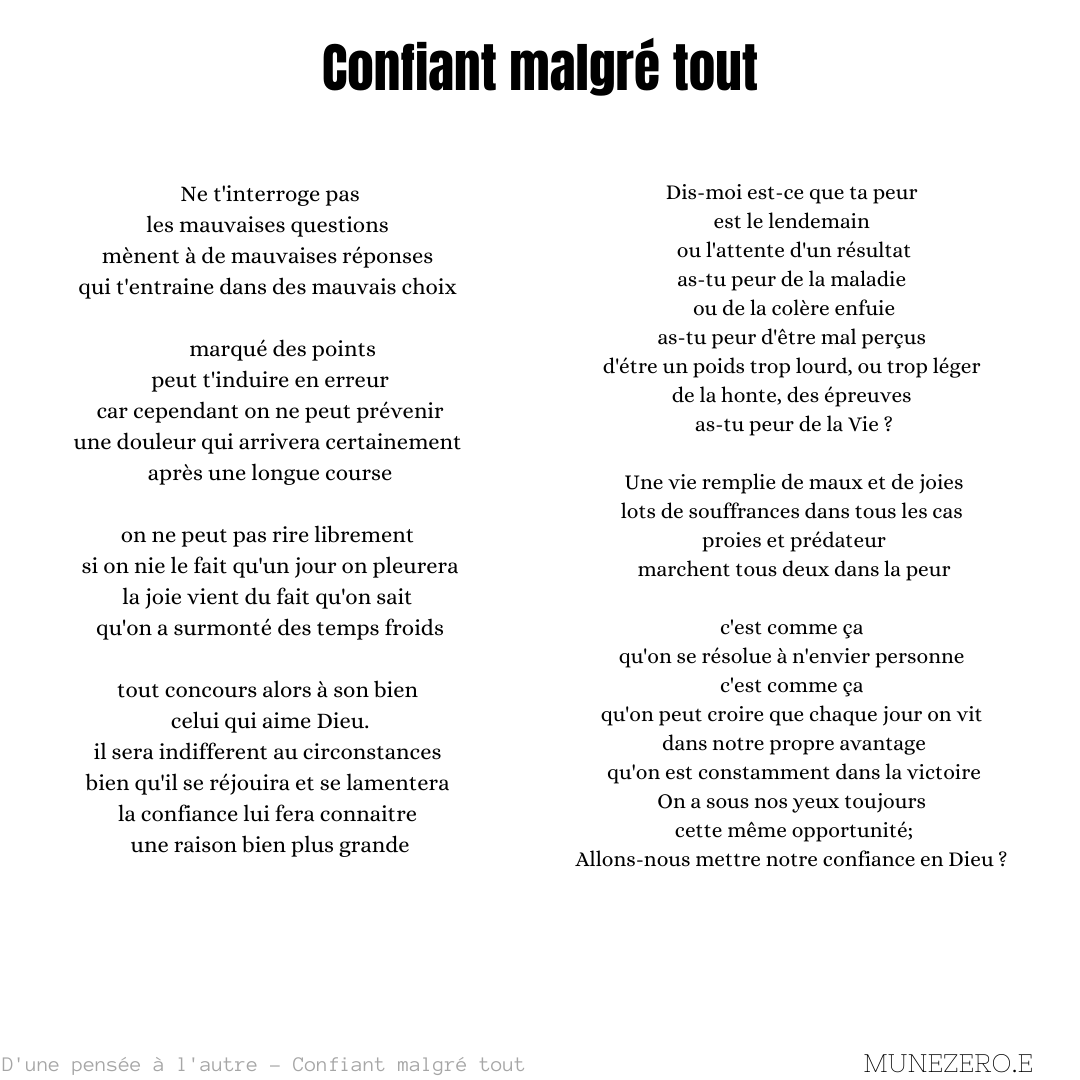 Confiant malgré tout
Ne t'interroge pas
les mauvaises questions
mènent à de mauvaises réponses
qui t'entraine dans des mauvais choix
marqué des points
peut t'induire en erreur
car cependant on ne peut prévenir
une douleur qui arrivera certainement
après une longue course
on ne peut pas rire librement
si on nie le fait qu'un jour on pleurera
la joie vient du fait qu'on sait
qu'on a surmonté des temps froids
tout concours alors à son bien
celui qui aime Dieu.
il sera indifferent au circonstances
bien qu'il se réjouira et se lamentera
la confiance lui fera connaitre
une raison bien plus grande
Dis-moi est-ce que ta peur
est le lendemain
ou l'attente d'un résultat
as-tu peur de la maladie
ou de la colère enfuie
as-tu peur d'être mal perçus
d'étre un poids trop lourd, ou trop léger
de la honte, des épreuves
as-tu peur de la Vie ?
Une vie remplie de maux et de joies
lots de souffrances dans tous les cas
proies et prédateur
marchent tous deux dans la peur
c'est comme ça
qu'on se résolue à n'envier personne
c'est comme ça
qu'on peut croire que chaque jour on vit
dans notre propre avantage
qu'on est constamment dans la victoire
On a sous nos yeux toujours
cette même opportunité;
Allons-nous mettre notre confiance en Dieu ?
D'une pensée à l'autre - Confiant malgré tout
MUNEZERO.E